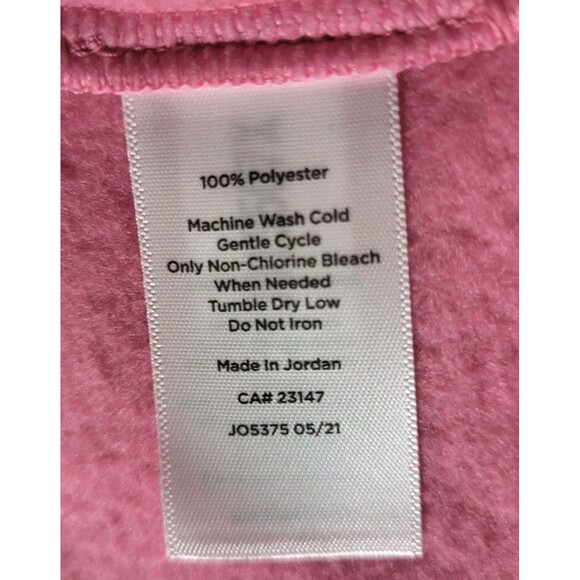 100% Polyester
Machine Wash Cold
Gentle Cycle
Only Non-Chlorine Bleach
When Needed
Tumble Dry Low
Do Not Iron
Made In Jordan
CA# 23147
JO5375 05/21